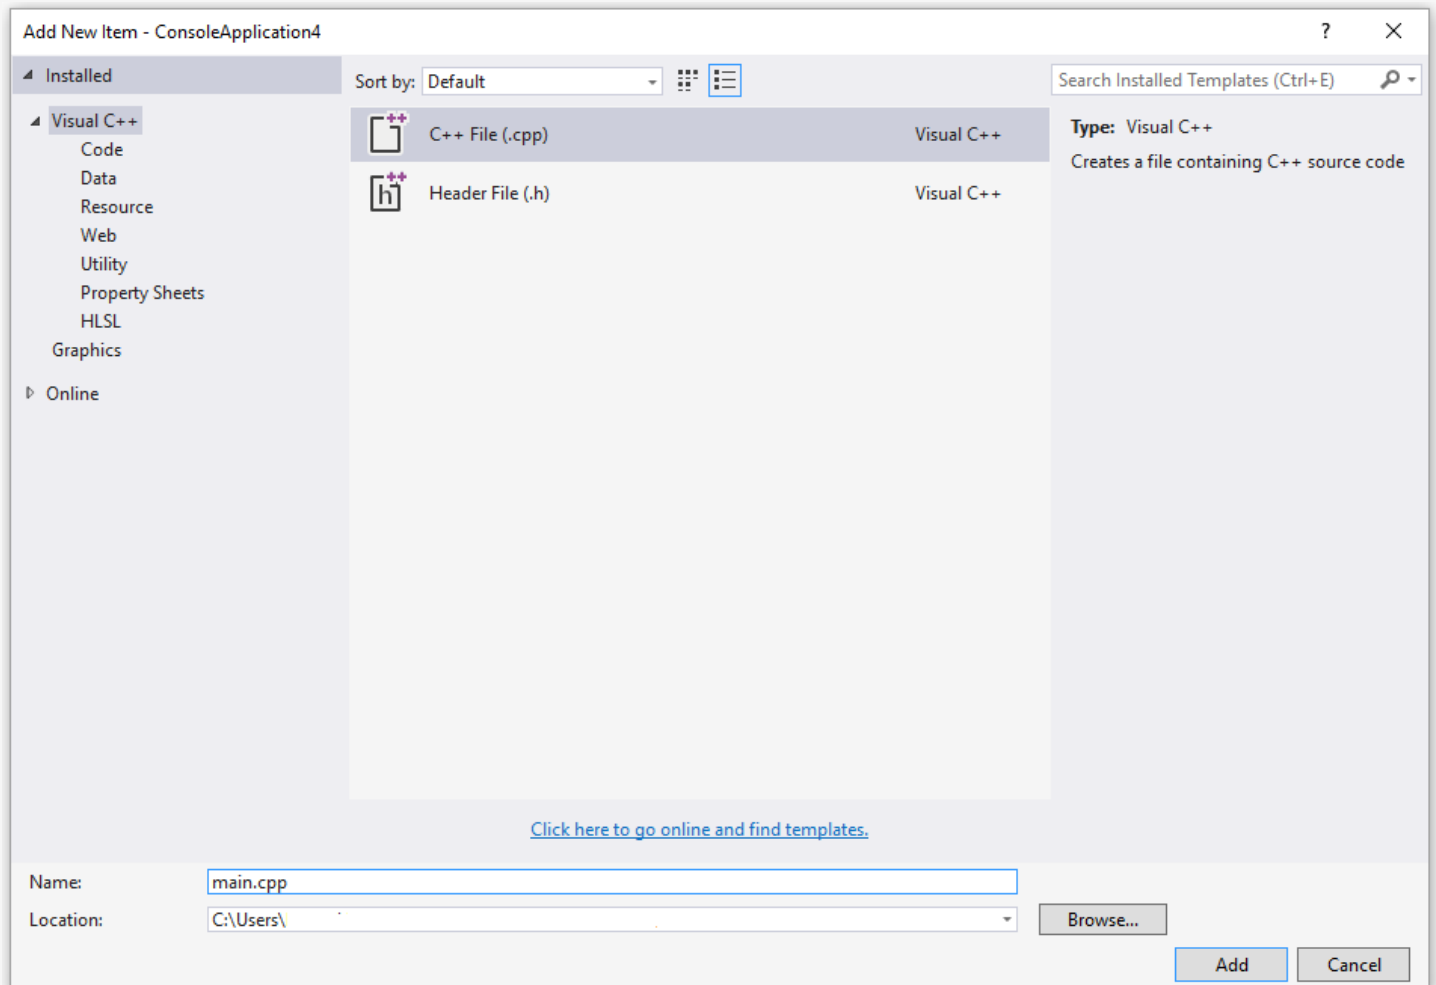 Add New Item - ConsoleApplication4
?
Installed
Sort by: Default
Search Installed Templates (Ctrl+E)
Visual C++
Code
Data
Resource
Web
Utility
Property Sheets
HLSL
Graphics
Online
C++ File (.cpp) Visual C++
Header File (.h) Visual C++
Type: Visual C++
Creates a file containing C++ source code
Click here to go online and find templates.
Name: main.cpp
Location: C:\Users\
Browse...
Add Cancel